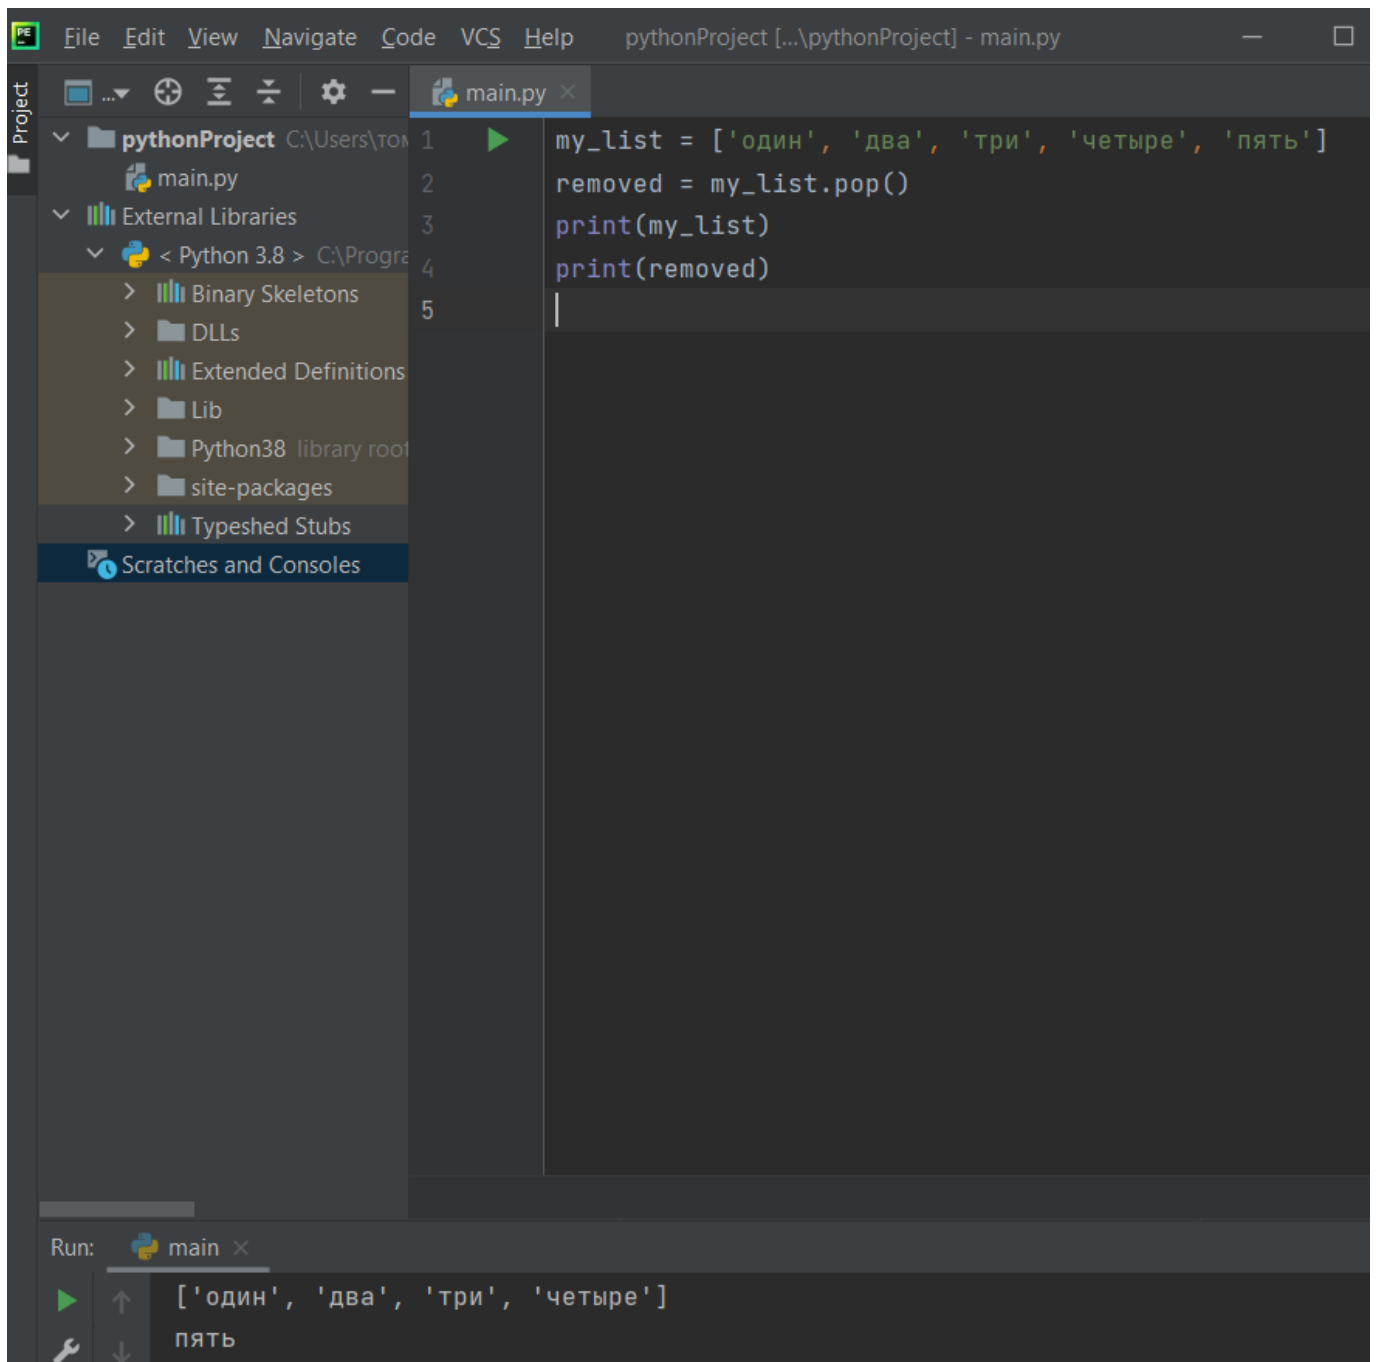 PE File Edit View Navigate Code VCS Help pythonProject [...\pythonProject] - main.py
Project
... main.py
pythonProject C:\Users\том
main.py
External Libraries
< Python 3.8 > C:\Progra
Binary Skeletons
DLLs
Extended Definitions
Lib
Python38 library root
site-packages
Typeshed Stubs
Scratches and Consoles
1 my_list = ['один', 'два', 'три', 'четыре', 'пять']
2 removed = my_list.pop()
3 print(my_list)
4 print(removed)
5
Run: main
['один', 'два', 'три', 'четыре']
пять